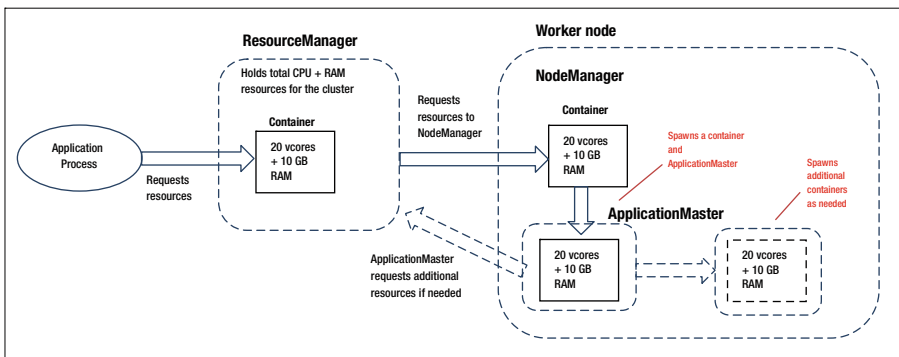 ResourceManager
Holds total CPU + RAM
resources for the cluster
Container
20 vcores
+ 10 GB
RAM
Application
Process
Requests
resources
Requests
resources to
NodeManager
ApplicationMaster
requests additional
resources if needed
Worker node
NodeManager
Container
20 vcores
+ 10 GB
RAM
Spawns a container
and
ApplicationMaster
Spawns
additional
containers
as needed
ApplicationMaster
20 vcores
+ 10 GB
RAM
20 vcores
+ 10 GB
RAM